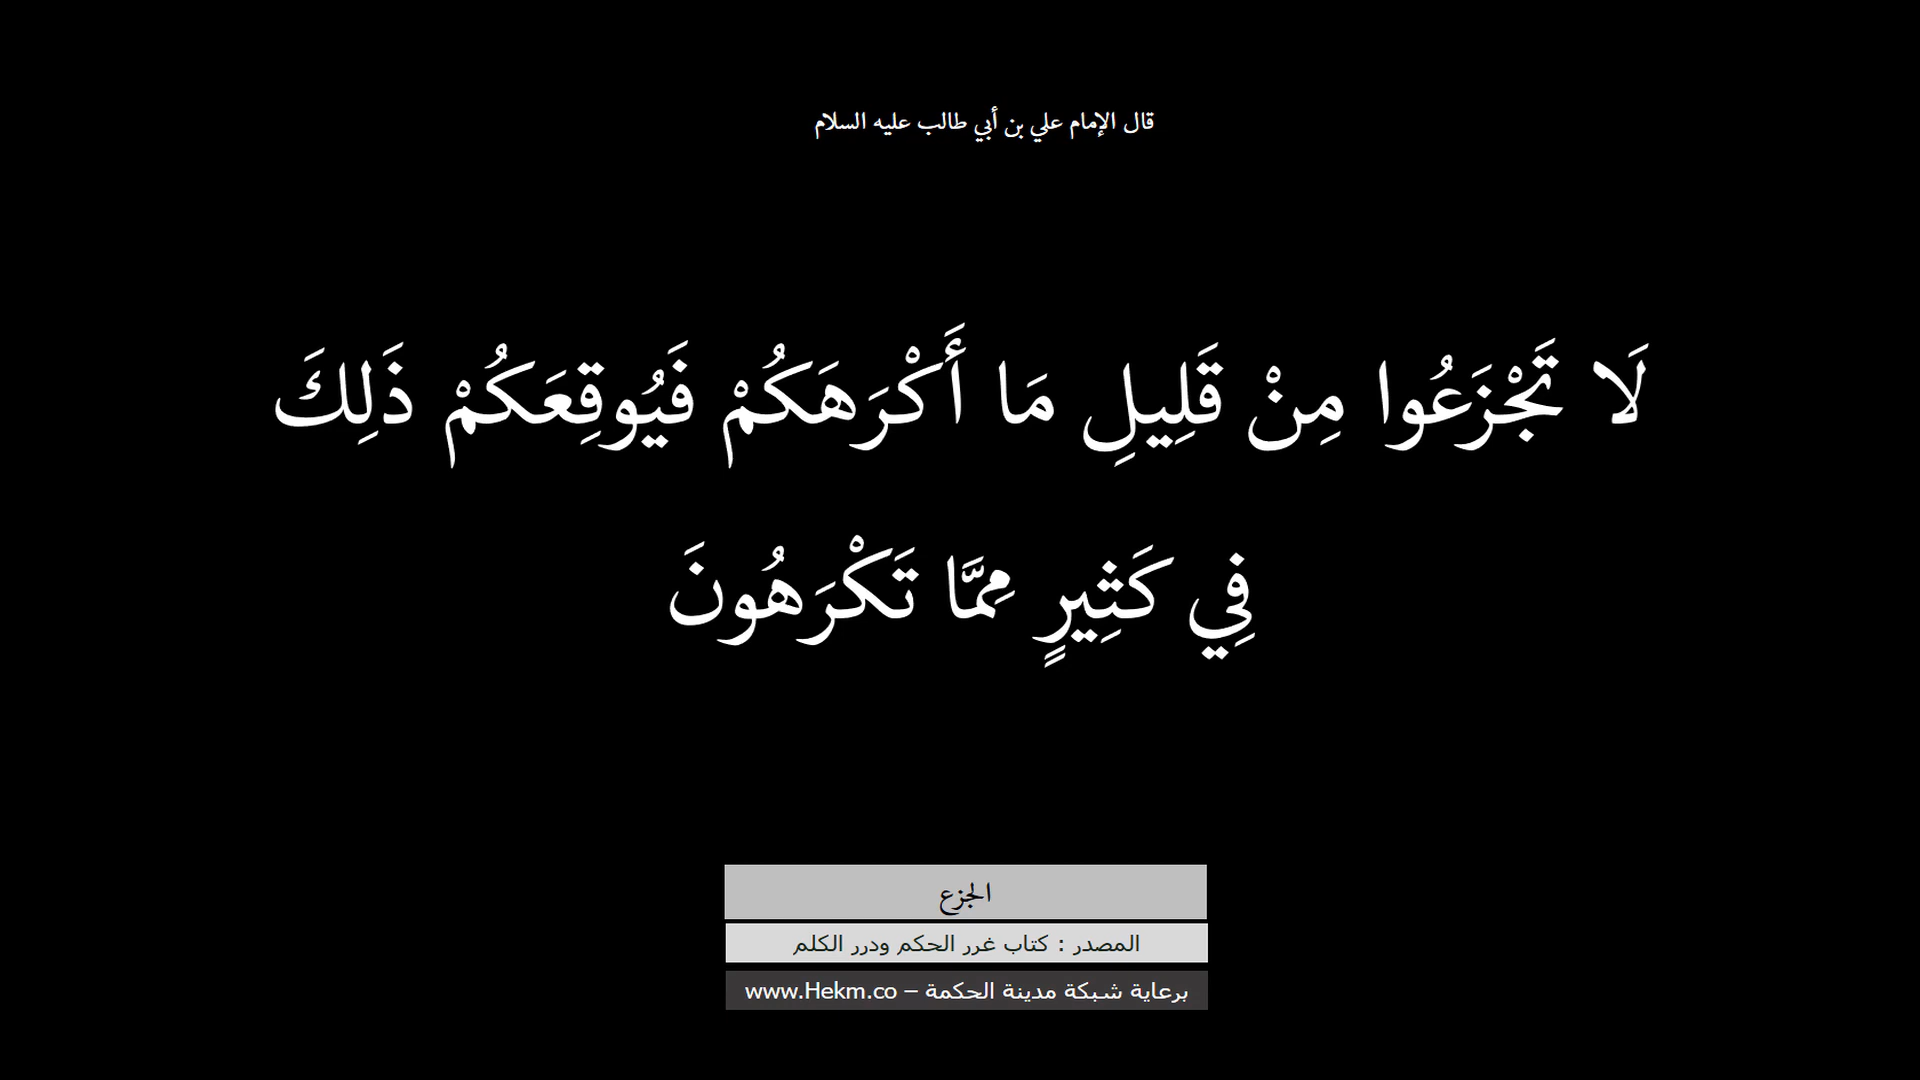 قال الإمام علي بن أبي طالب عليه السلام
لَا تَجْزَعُوا مِنْ قَلِيلِ مَا أَكْرَهَكُمْ فَيُوقِعَكُمْ ذَلِكَ
فِي كَثِيرٍ مِمَّا تَكْرَهُونَ
الجزع
المصدر : كتاب غرر الحكم ودرر الكلم
برعاية شبكة مدينة الحكمة – www.Hekm.co